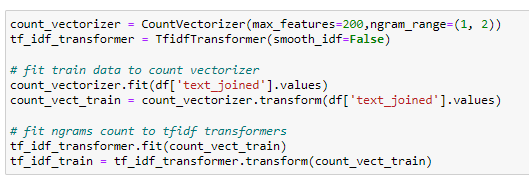 count_vectorizer = CountVectorizer(max_features=200,ngram_range=(1, 2))
tf_idf_transformer = TfidfTransformer(smooth_idf=False)
# fit train data to count vectorizer
count_vectorizer.fit(df['text_joined'].values)
count_vect_train = count_vectorizer.transform(df['text_joined'].values)
# fit ngrams count to tfidf transformers
tf_idf_transformer.fit(count_vect_train)
tf_idf_train = tf_idf_transformer.transform(count_vect_train)